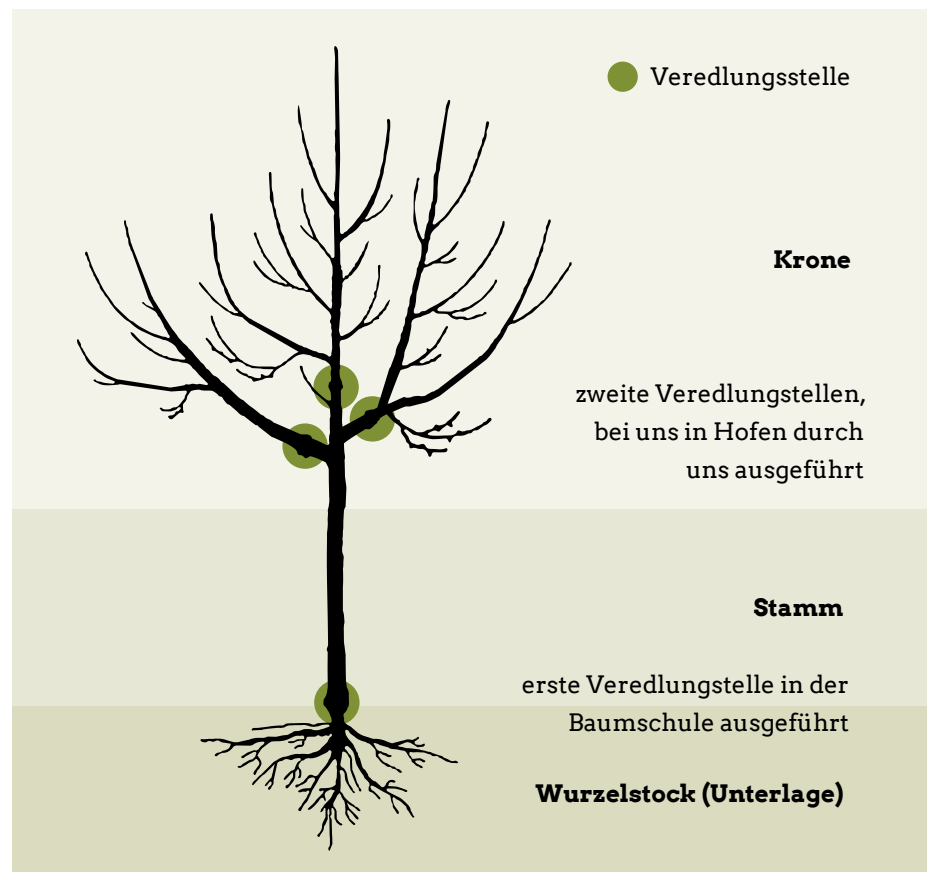 Veredlungsstelle
Krone
zweite Veredlungstellen,
bei uns in Hofen durch
uns ausgeführt
Stamm
erste Veredlungstelle in der
Baumschule ausgeführt
Wurzelstock (Unterlage)